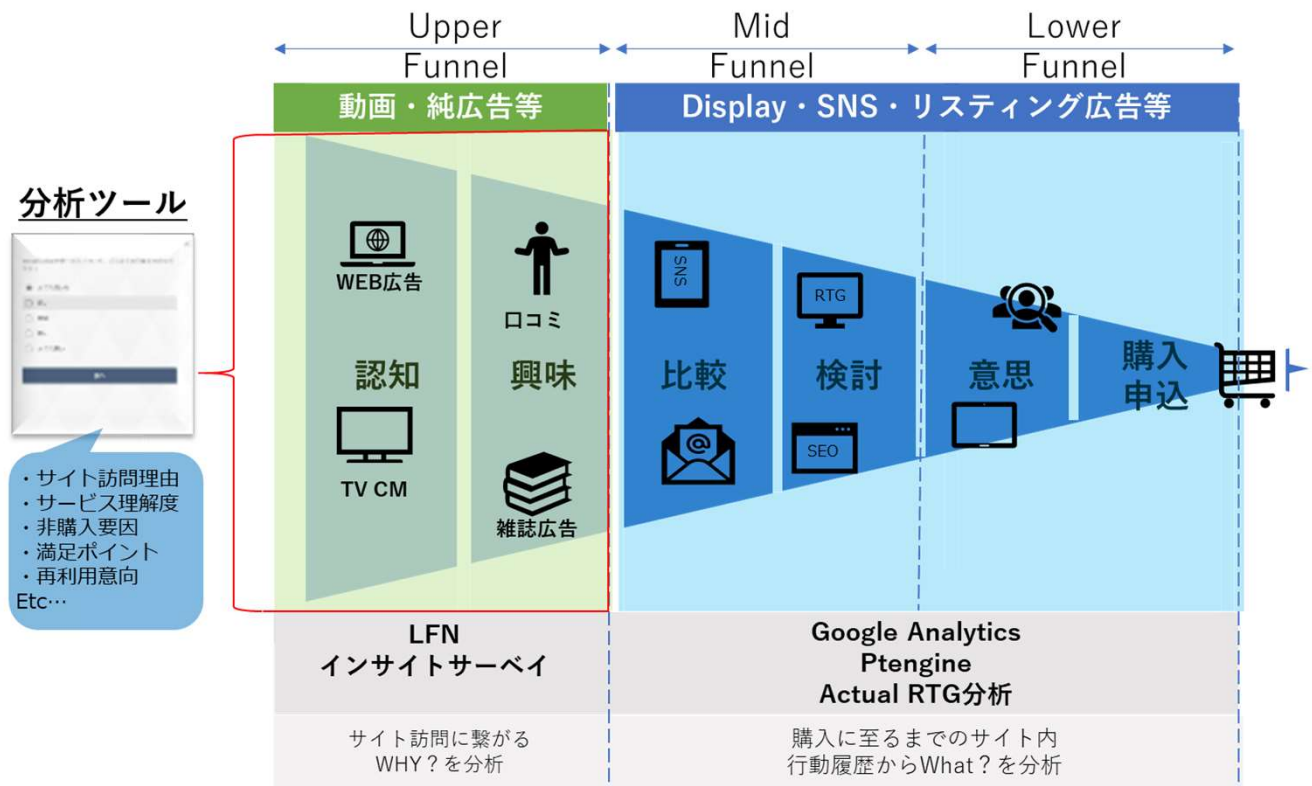 Upper
Funnel
Mid
Funnel
Lower
Funnel
動画・純広告等
Display・SNS・リスティング広告等
分析ツール
・サイト訪問理由
・サービス理解度
・非購入要因
・満足ポイント
・再利用意向
Etc…
WEB広告
口コミ
認知
興味
TV CM
雑誌広告
SNS
RTG
比較
検討
@
SEO
意思
購入
申込
LFN
インサイトサーベイ
Google Analytics
Ptengine
Actual RTG分析
サイト訪問に繋がる
WHY？を分析
購入に至るまでのサイト内
行動履歴からWhat？を分析